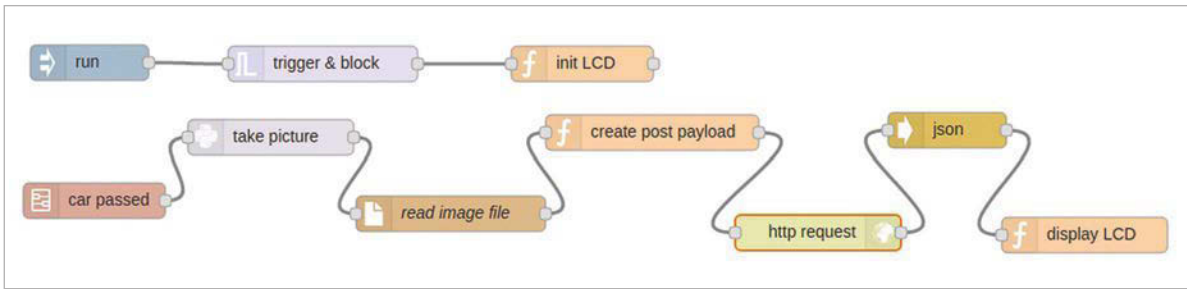 run
trigger & block
init LCD
car passed
take picture
read image file
create post payload
http request
json
display LCD